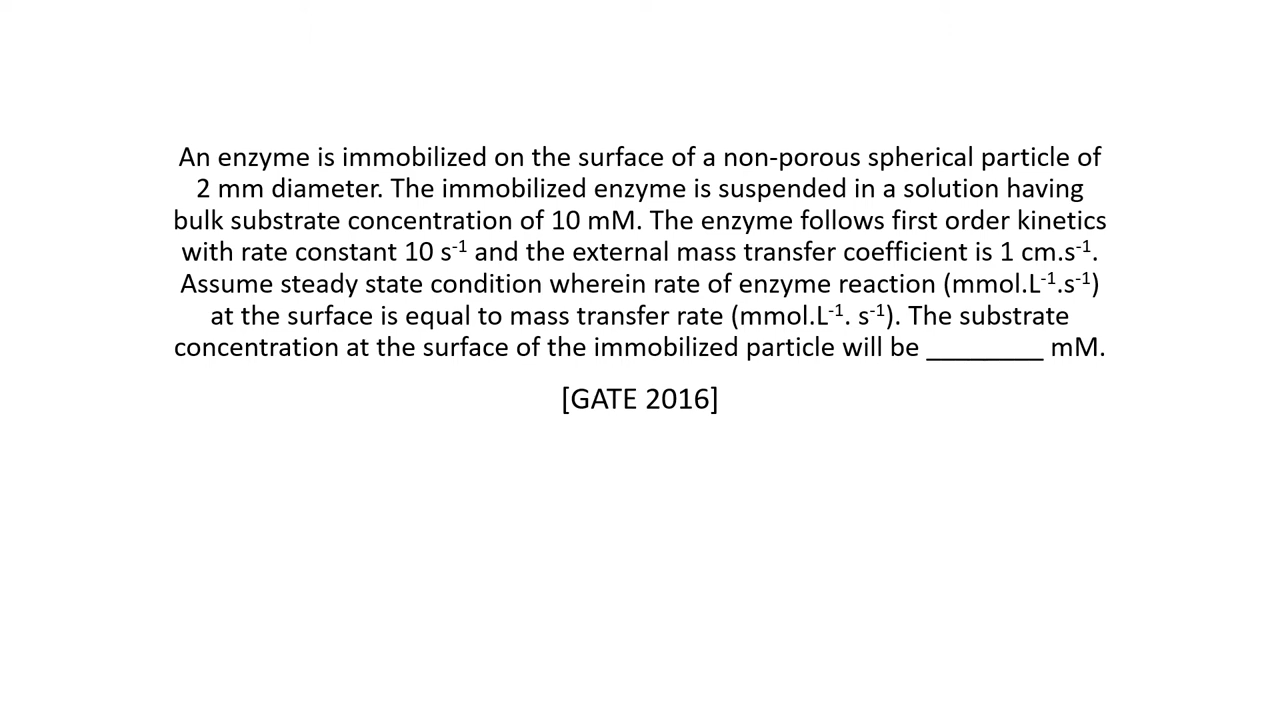 An enzyme is immobilized on the surface of a non-porous spherical particle of
2 mm diameter. The immobilized enzyme is suspended in a solution having
bulk substrate concentration of 10 mM. The enzyme follows first order kinetics
with rate constant 10 s⁻¹ and the external mass transfer coefficient is 1 cm.s⁻¹.
Assume steady state condition wherein rate of enzyme reaction (mmol.L⁻¹.s⁻¹)
at the surface is equal to mass transfer rate (mmol.L⁻¹. s⁻¹). The substrate
concentration at the surface of the immobilized particle will be ________ mM.
[GATE 2016]